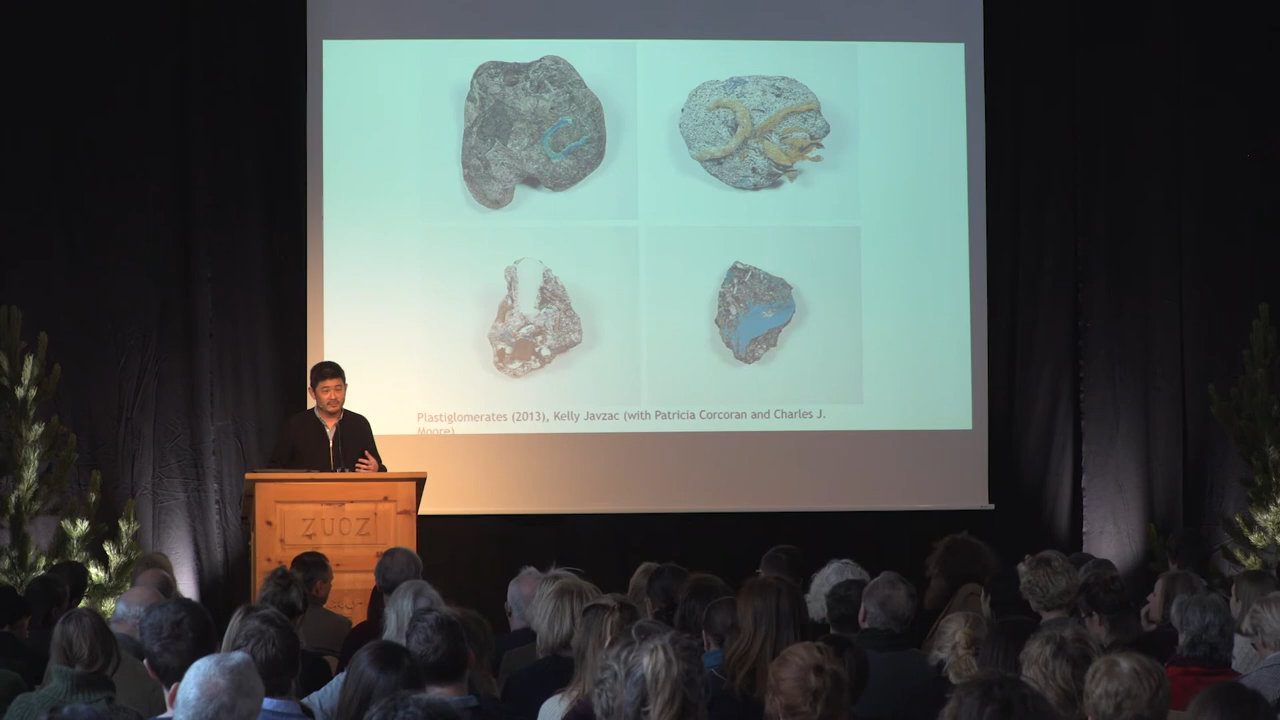 Plastiglomerates (2013), Kelly Javzac (with Patricia Corcoran and Charles J.
Moore)
ZUOZ